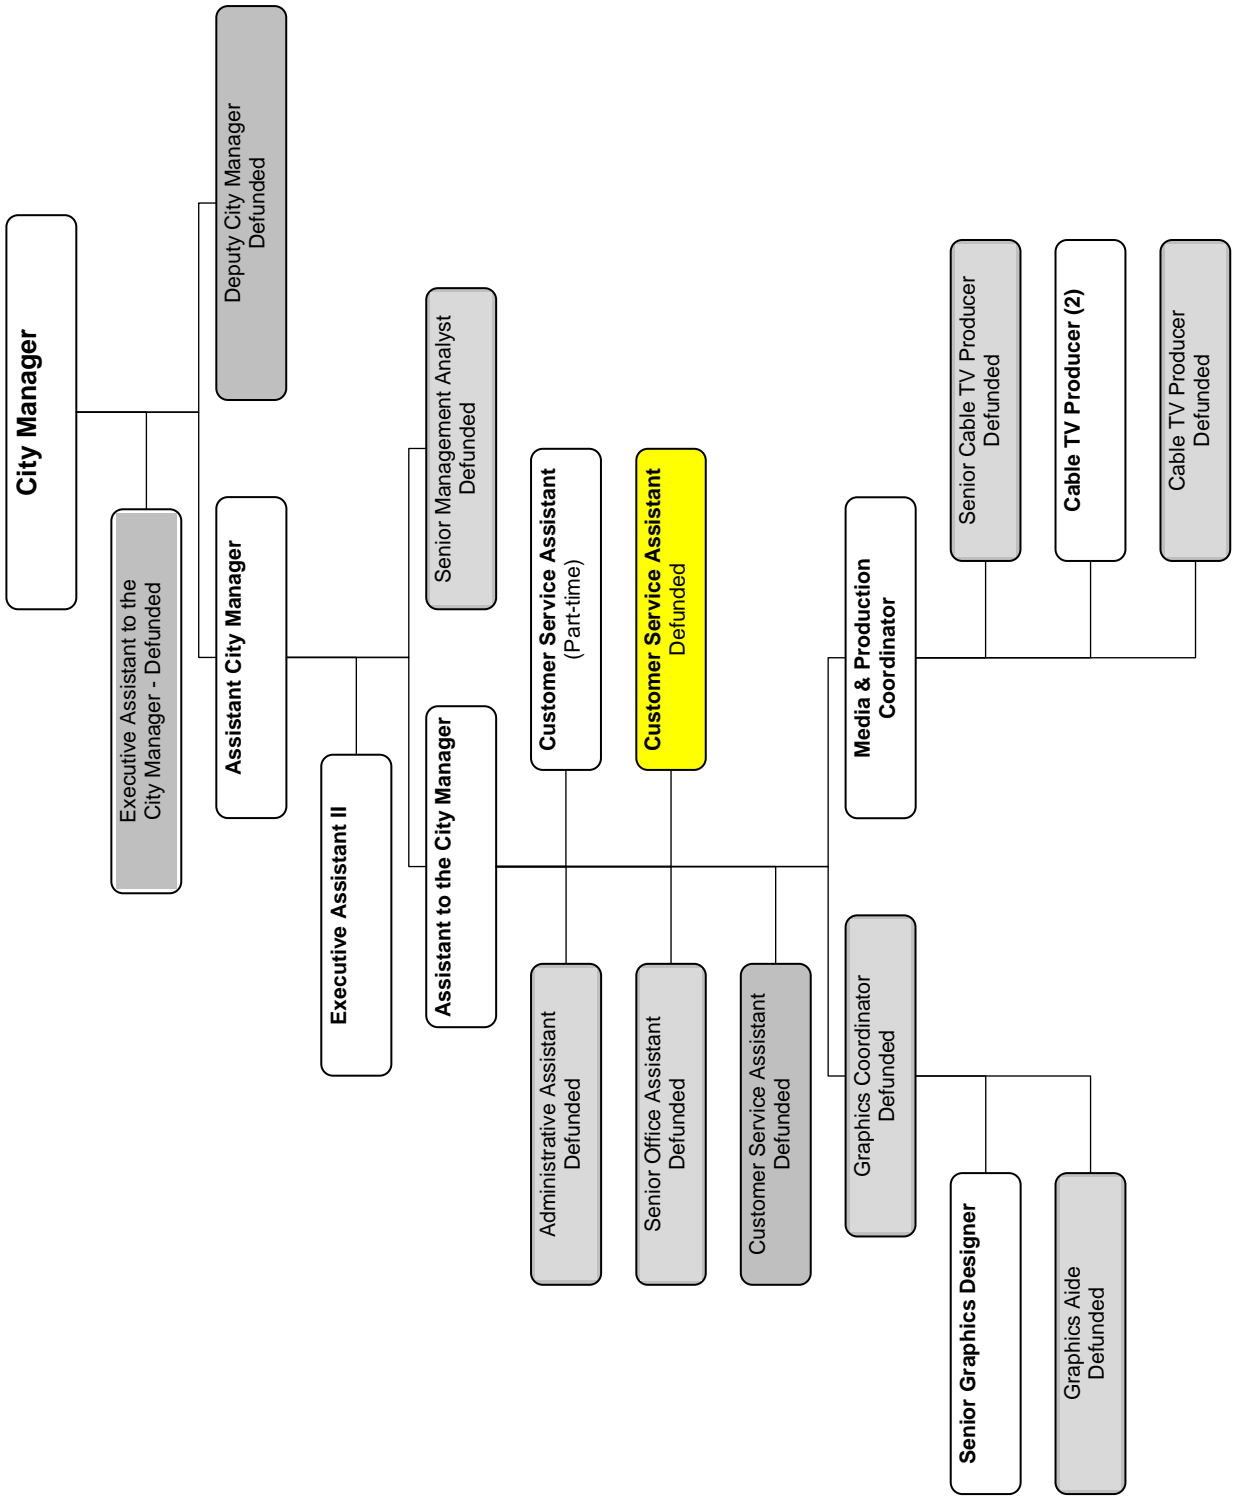 City Manager
Executive Assistant to the
City Manager - Defunded
Assistant City Manager
Deputy City Manager
Defunded
Executive Assistant II
Assistant to the City Manager
Senior Management Analyst
Defunded
Administrative Assistant
Defunded
Customer Service Assistant
(Part-time)
Senior Office Assistant
Defunded
Customer Service Assistant
Defunded
Customer Service Assistant
Defunded
Graphics Coordinator
Defunded
Media & Production
Coordinator
Senior Graphics Designer
Senior Cable TV Producer
Defunded
Graphics Aide
Defunded
Cable TV Producer (2)
Cable TV Producer
Defunded